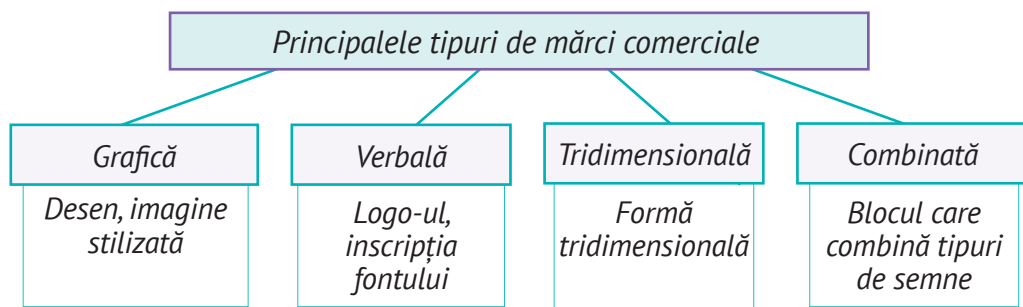 Principalele tipuri de mărci comerciale
Grafică
Desen, imagine
stilizată
Verbală
Logo-ul,
inscripția
fontului
Tridimensională
Formă
tridimensională
Combinată
Blocul care
combină tipuri
de semne